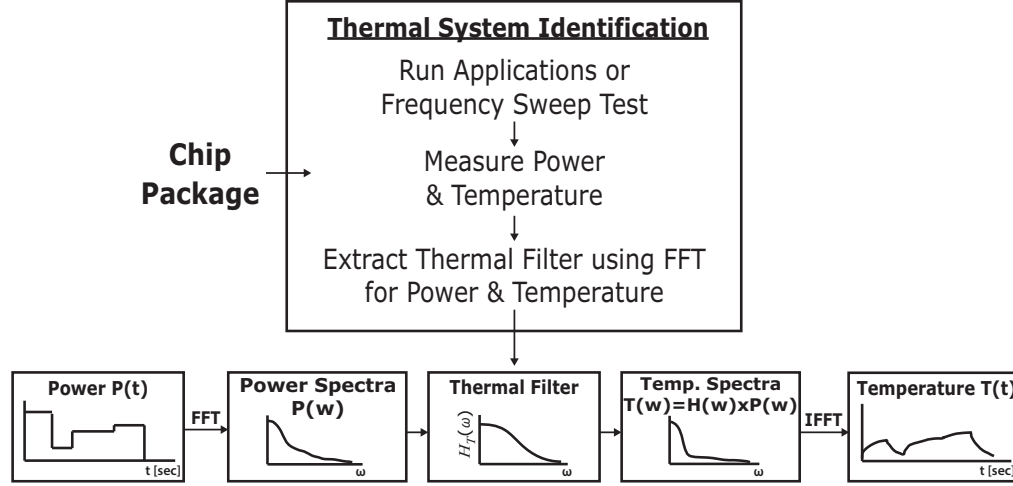 Thermal System Identification
Run Applications or
Frequency Sweep Test
Chip
Package
Measure Power
& Temperature
Extract Thermal Filter using FFT
for Power & Temperature
Power P(t)
t [sec]
FFT
Power Spectra
P(w)
ω
Thermal Filter
H_T(ω)
ω
Temp. Spectra
T(w)=H(w)xP(w)
ω
IFFT
Temperature T(t)
t [sec]